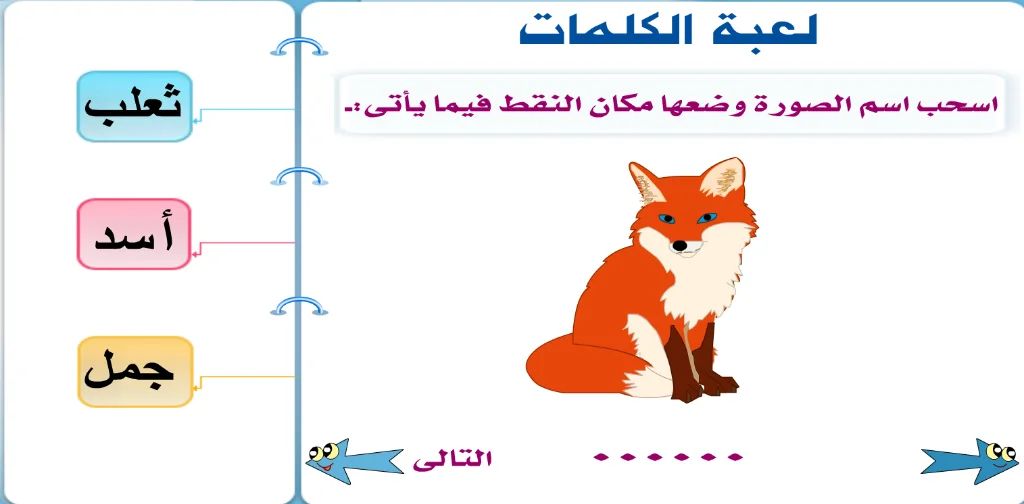 لعبة الكلمات
اسحب اسم الصورة وضعها مكان النقط فيما يأتى :ـ
ثعلب
أسد
جمل
......
التالى